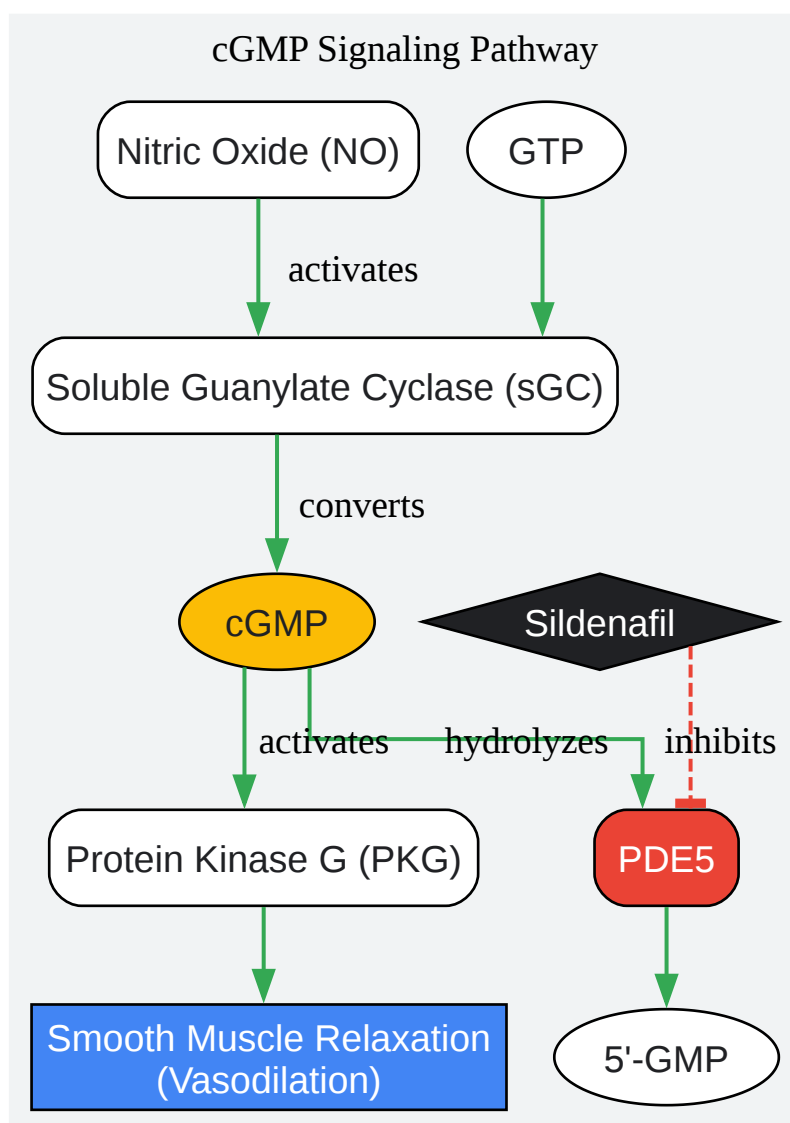 cGMP Signaling Pathway
Nitric Oxide (NO)
GTP
activates
Soluble Guanylate Cyclase (sGC)
converts
cGMP
Sildenafil
activates
hydrolyzes
inhibits
Protein Kinase G (PKG)
PDE5
Smooth Muscle Relaxation
(Vasodilation)
5'-GMP